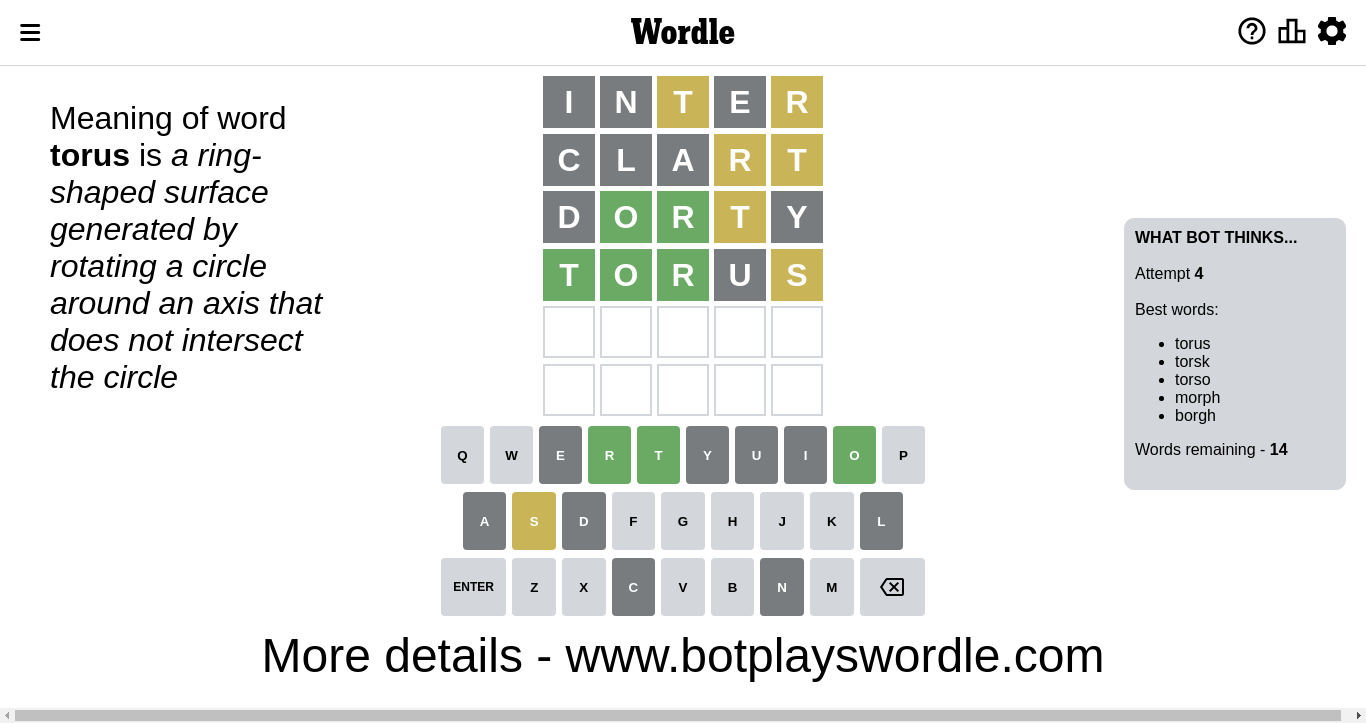 Wordle
Meaning of word
torus is a ring-
shaped surface
generated by
rotating a circle
around an axis that
does not intersect
the circle
I N T E R
C L A R T
D O R T Y
T O R U S
WHAT BOT THINKS...
Attempt 4
Best words:
torus
torsk
torso
morph
borgh
Words remaining - 14
Q W E R T Y U I O P
A S D F G H J K L
ENTER Z X C V B N M
More details - www.botplayswordle.com